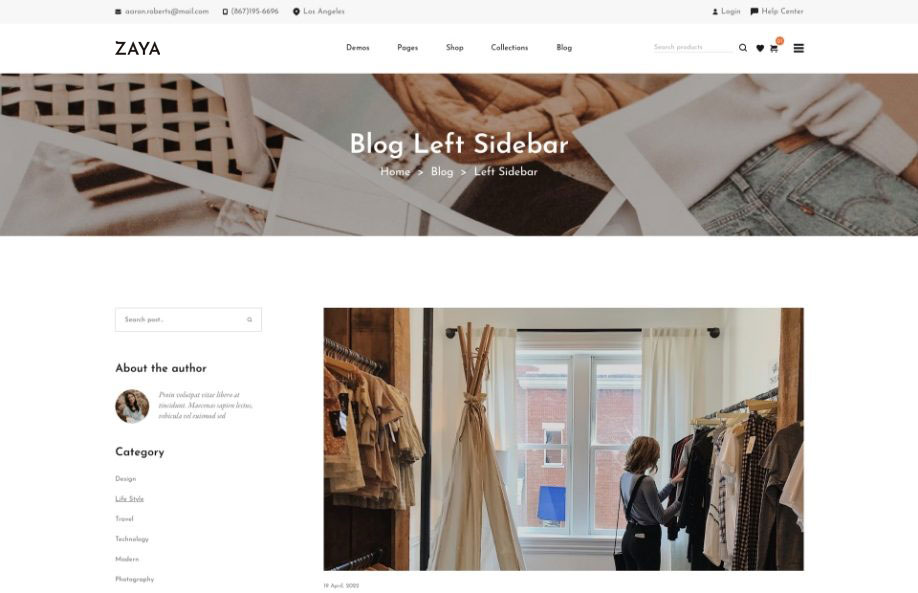 aaron.roberts@mail.com (867)195-6696 Los Angeles Login Help Center
ZAYA Demos Pages Shop Collections Blog Search products
Blog Left Sidebar
Home > Blog > Left Sidebar
Search post..
About the author
Proin volutpat vitae libero at
tincidunt. Maecenas sapien lectus,
vehicula vel euismod sed
Category
Design
Life Style
Travel
Technology
Modern
Photography
19 April, 2022